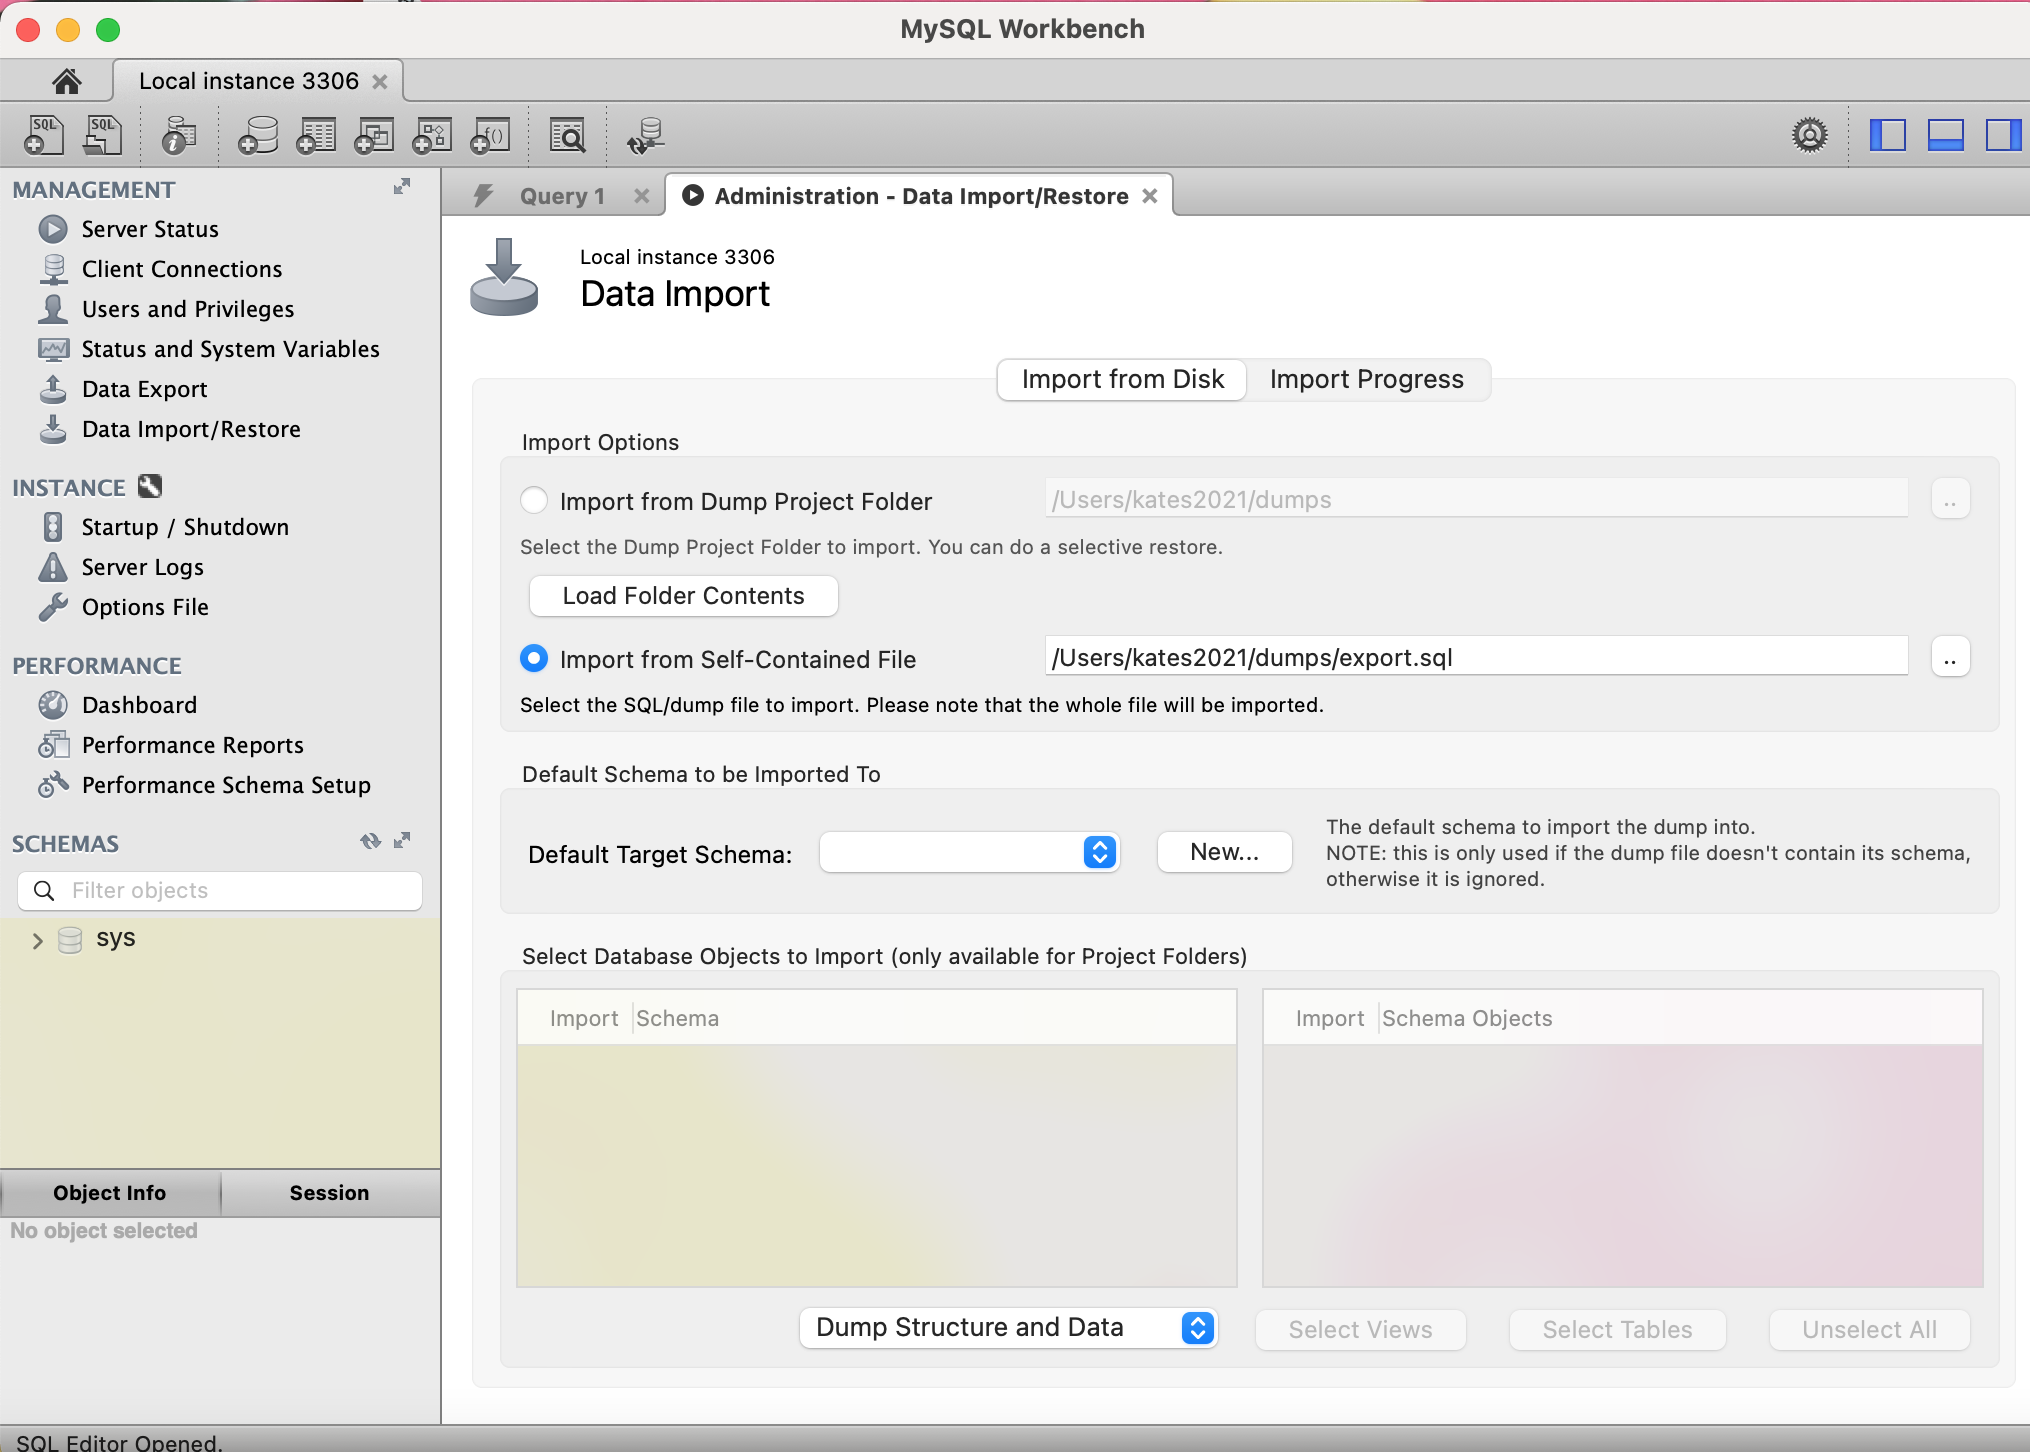 MySQL Workbench
Local instance 3306
SQL
SQL
f()
MANAGEMENT
Server Status
Client Connections
Users and Privileges
Status and System Variables
Data Export
Data Import/Restore
INSTANCE
Startup / Shutdown
Server Logs
Options File
PERFORMANCE
Dashboard
Performance Reports
Performance Schema Setup
SCHEMAS
Filter objects
sys
Object Info
Session
No object selected
Query 1
Administration - Data Import/Restore
Local instance 3306
Data Import
Import from Disk
Import Progress
Import Options
Import from Dump Project Folder
/Users/kates2021/dumps
..
Select the Dump Project Folder to import. You can do a selective restore.
Load Folder Contents
Import from Self-Contained File
/Users/kates2021/dumps/export.sql
..
Select the SQL/dump file to import. Please note that the whole file will be imported.
Default Schema to be Imported To
Default Target Schema:
New...
The default schema to import the dump into.
NOTE: this is only used if the dump file doesn't contain its schema,
otherwise it is ignored.
Select Database Objects to Import (only available for Project Folders)
Import Schema
Import Schema Objects
Dump Structure and Data
Select Views
Select Tables
Unselect All
SQL Editor Opened.